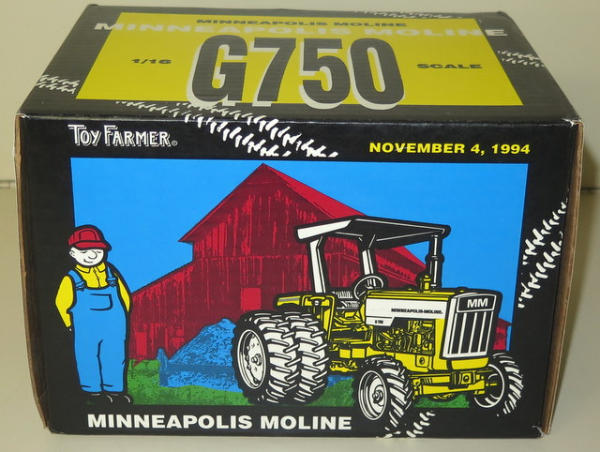 MINNEAPOLIS MOLINE
MINNEAPOLIS MOLINE
1/16 G750 SCALE
TOY FARMER®
NOVEMBER 4, 1994
MM
MINNEAPOLIS-MOLINE
MINNEAPOLIS MOLINE